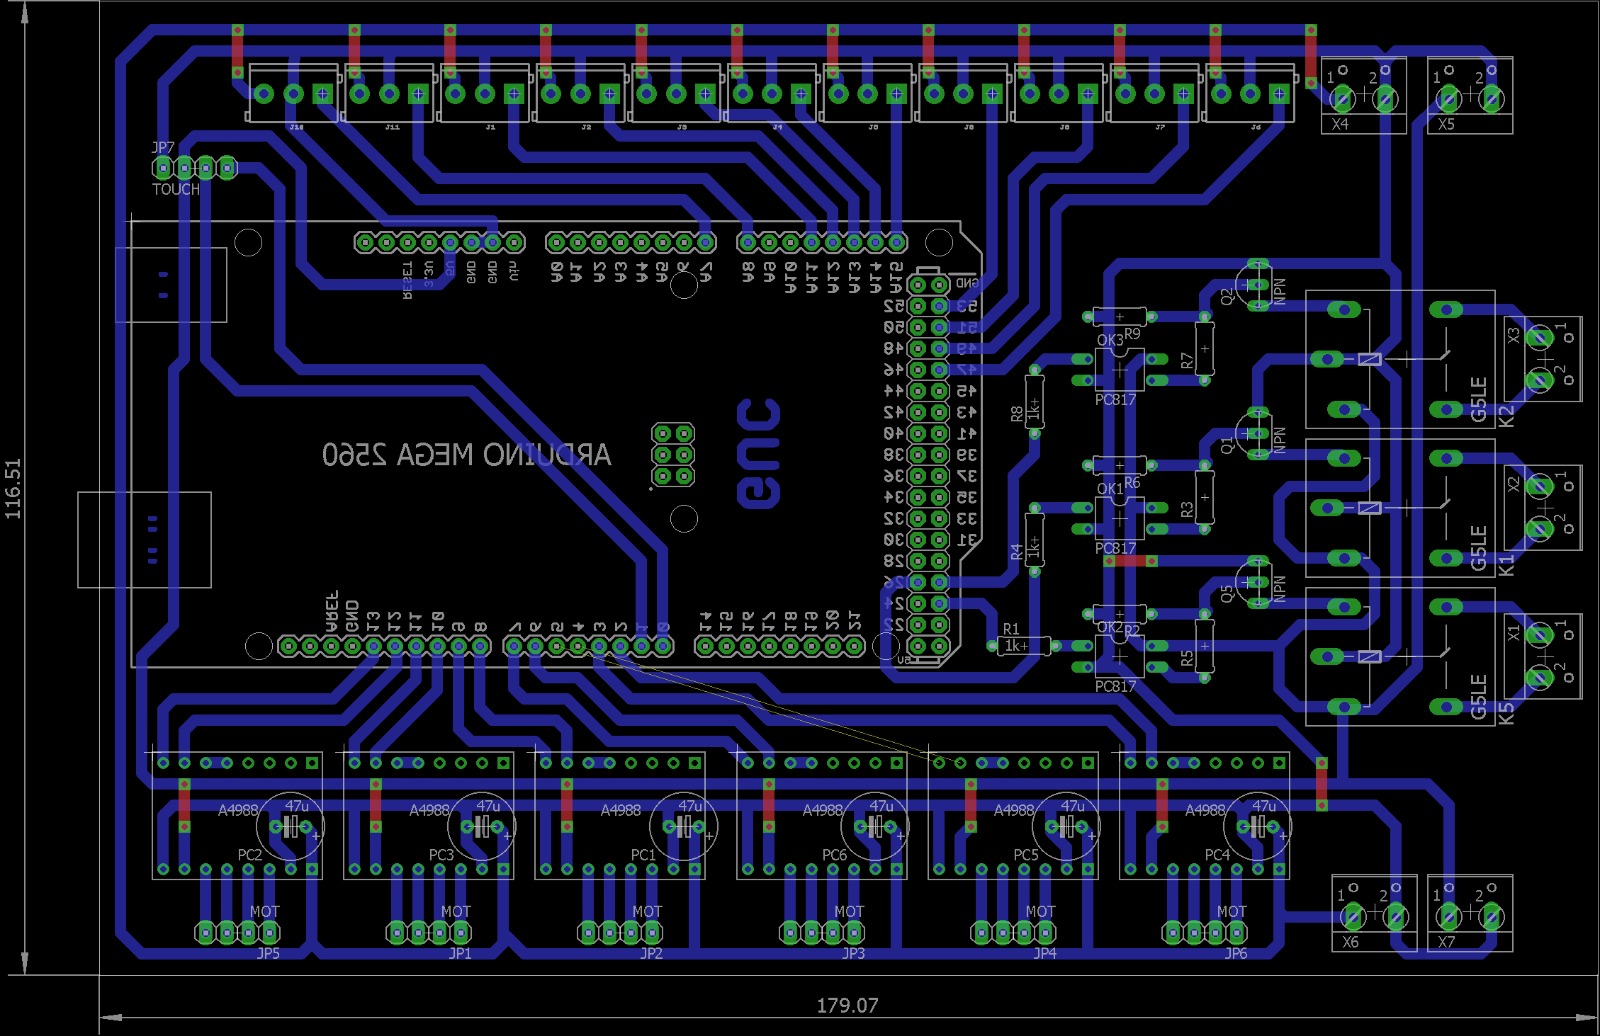 J10 J11 J1 J2 J3 J4 J5 J8 J6 J7
1 2
X4
1 2
X5
JP7
TOUCH
RESET 3.3V 5V GND GND Vin
A0 A1 A2 A3 A4 A5 6 A7
A8 A9 A10 A11 A12 A13 A14 A15
GND
52 53
50 51
48 49
46 47
44 45
42 43
40 41
38 39
36 37
34 35
32 33
30 31
28
26
24
22
5V
ARDUINO MEGA 2560
GUC
Q2 NPN
R9
OK3
R7
PC817
R8 1k+
X3 1 2
G5LE
K2
Q1 NPN
R6
OK1
R3
PC817
R4 1k+
X2 1 2
G5LE
K1
Q5 NPN
R2
OK2
R5
PC817
R1
1k+
X1 1 2
G5LE
K5
AREF GND 13 12 11 10 9 8
7 6 5 4 3 2 1 0
14 15 16 17 18 19 20 21
A4988 47u +
PC2
A4988 47u +
PC3
A4988 47u +
PC1
A4988 47u +
PC6
A4988 47u +
PC5
A4988 47u +
PC4
MOT
JP5
MOT
JP1
MOT
JP2
MOT
JP3
MOT
JP4
MOT
JP6
1 2
X6
1 2
X7
116.51
179.07